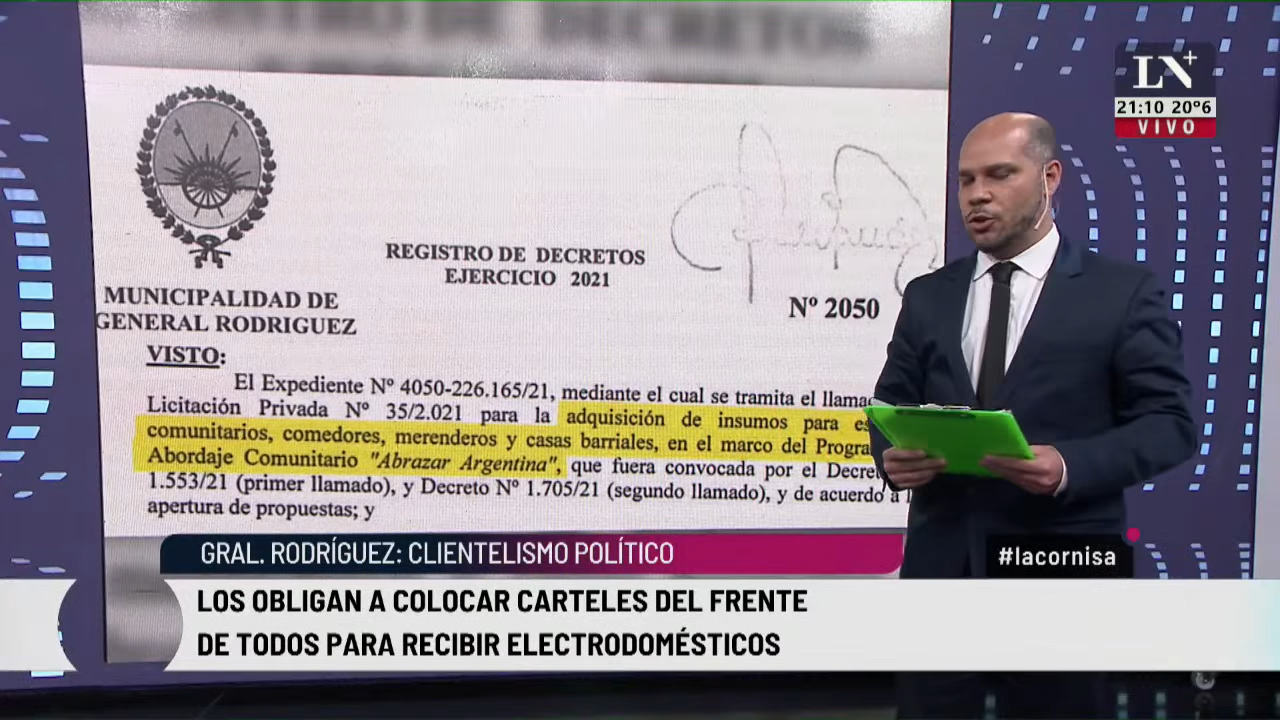 REGISTRO DE DECRETOS
EJERCICIO 2021
Nº 2050
MUNICIPALIDAD DE
GENERAL RODRIGUEZ
VISTO:
El Expediente Nº 4050-226.165/21, mediante el cual se tramita el
Licitación Privada Nº 35/2.021 para la adquisición de insumos para
comunitarios, comedores, merenderos y casas barriales, en el marco del
Abordaje Comunitario "Abrazar Argentina", que fuera convocada por el
1.553/21 (primer llamado), y Decreto Nº 1.705/21 (segundo llamado), y de acuerdo a
apertura de propuestas; y
LN+
21:10 20º6
VIVO
GRAL. RODRÍGUEZ: CLIENTELISMO POLÍTICO
#lacornisa
LOS OBLIGAN A COLOCAR CARTELES DEL FRENTE
DE TODOS PARA RECIBIR ELECTRODOMÉSTICOS